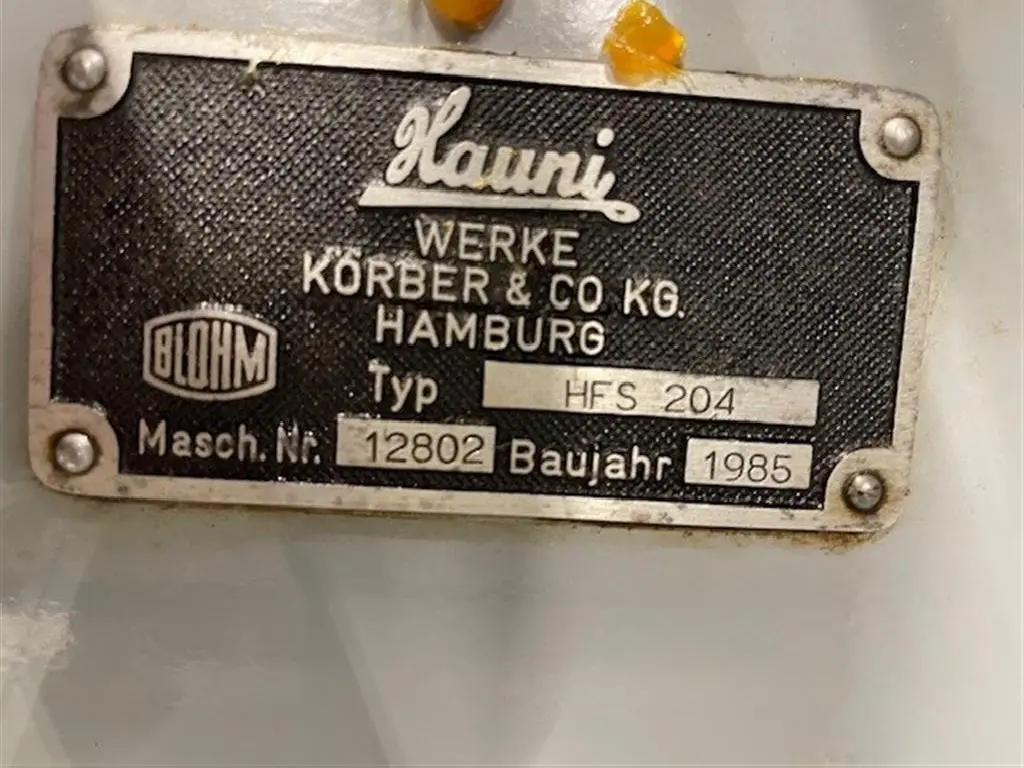 Hauni
WERKE
KÖRBER & CO KG.
HAMBURG
BLOHM
Typ HFS 204
Masch. Nr. 12802 Baujahr 1985